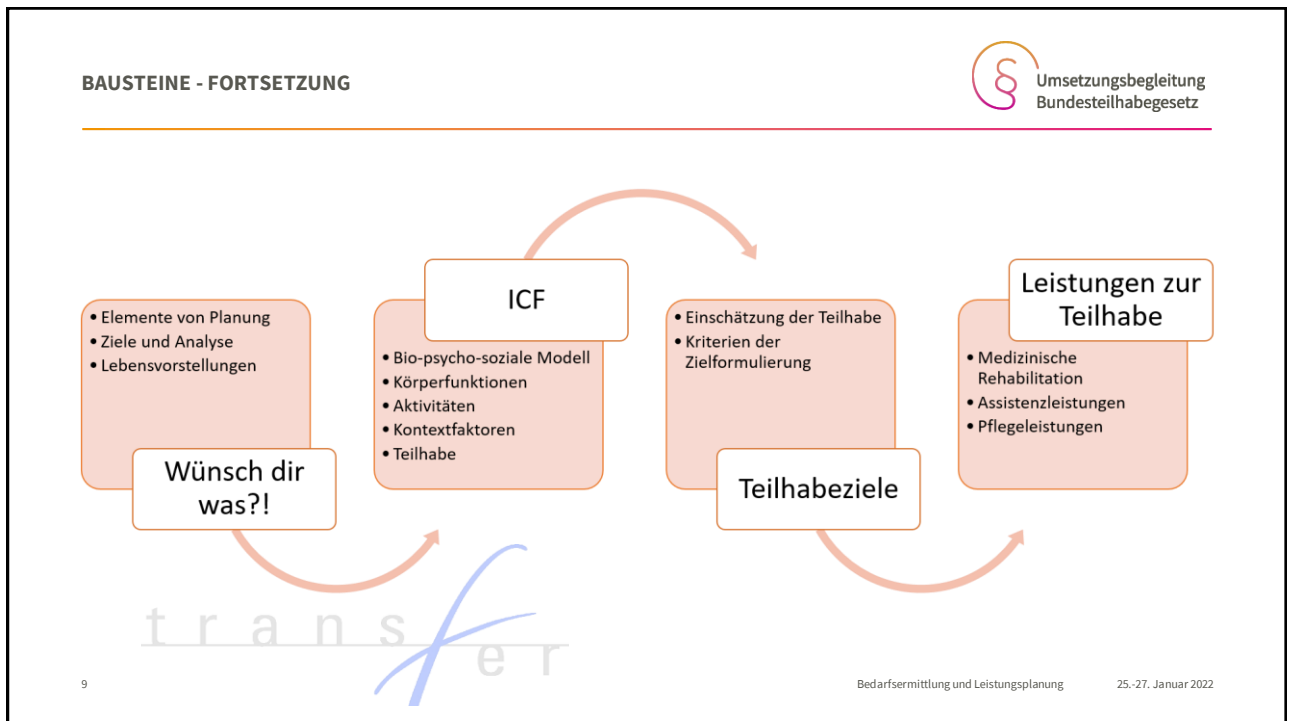 BAUSTEINE - FORTSETZUNG
§ Umsetzungsbegleitung
Bundesteilhabegesetz
• Elemente von Planung
• Ziele und Analyse
• Lebensvorstellungen
Wünsch dir
was?!
ICF
• Bio-psycho-soziale Modell
• Körperfunktionen
• Aktivitäten
• Kontextfaktoren
• Teilhabe
• Einschätzung der Teilhabe
• Kriterien der
Zielformulierung
Teilhabeziele
Leistungen zur
Teilhabe
• Medizinische
Rehabilitation
• Assistenzleistungen
• Pflegeleistungen
transfer
9
Bedarfsermittlung und Leistungsplanung
25.-27. Januar 2022